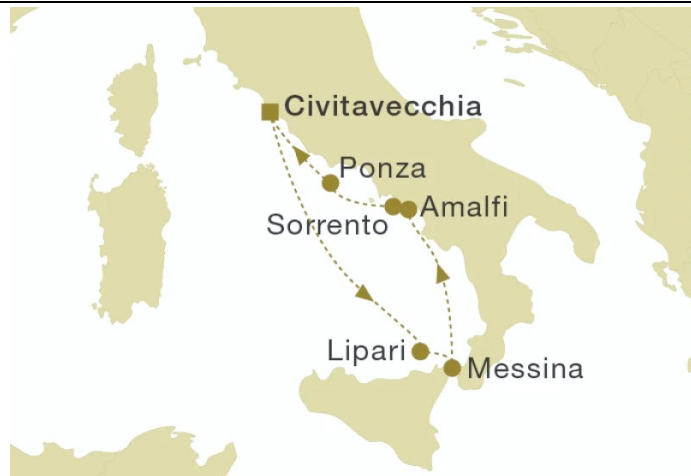 Civitavecchia
Ponza
Amalfi
Sorrento
Lipari
Messina